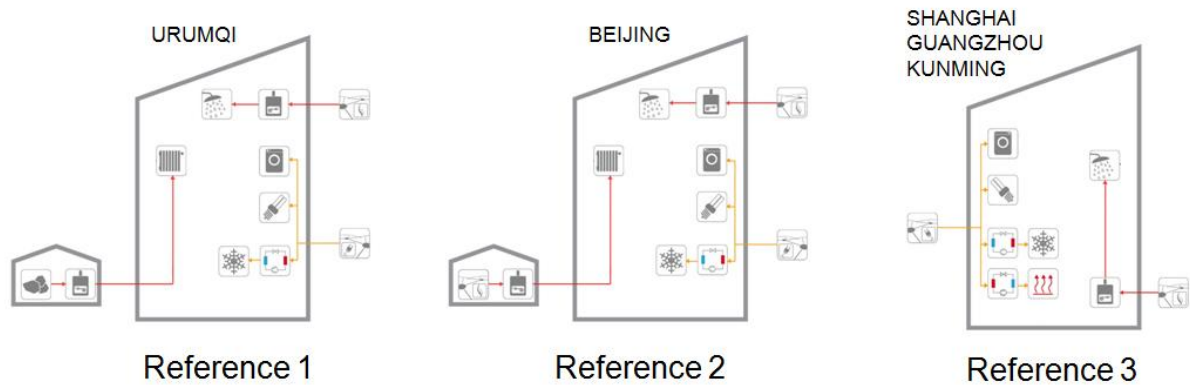 URUMQI
BEIJING
SHANGHAI
GUANGZHOU
KUNMING
Reference 1
Reference 2
Reference 3